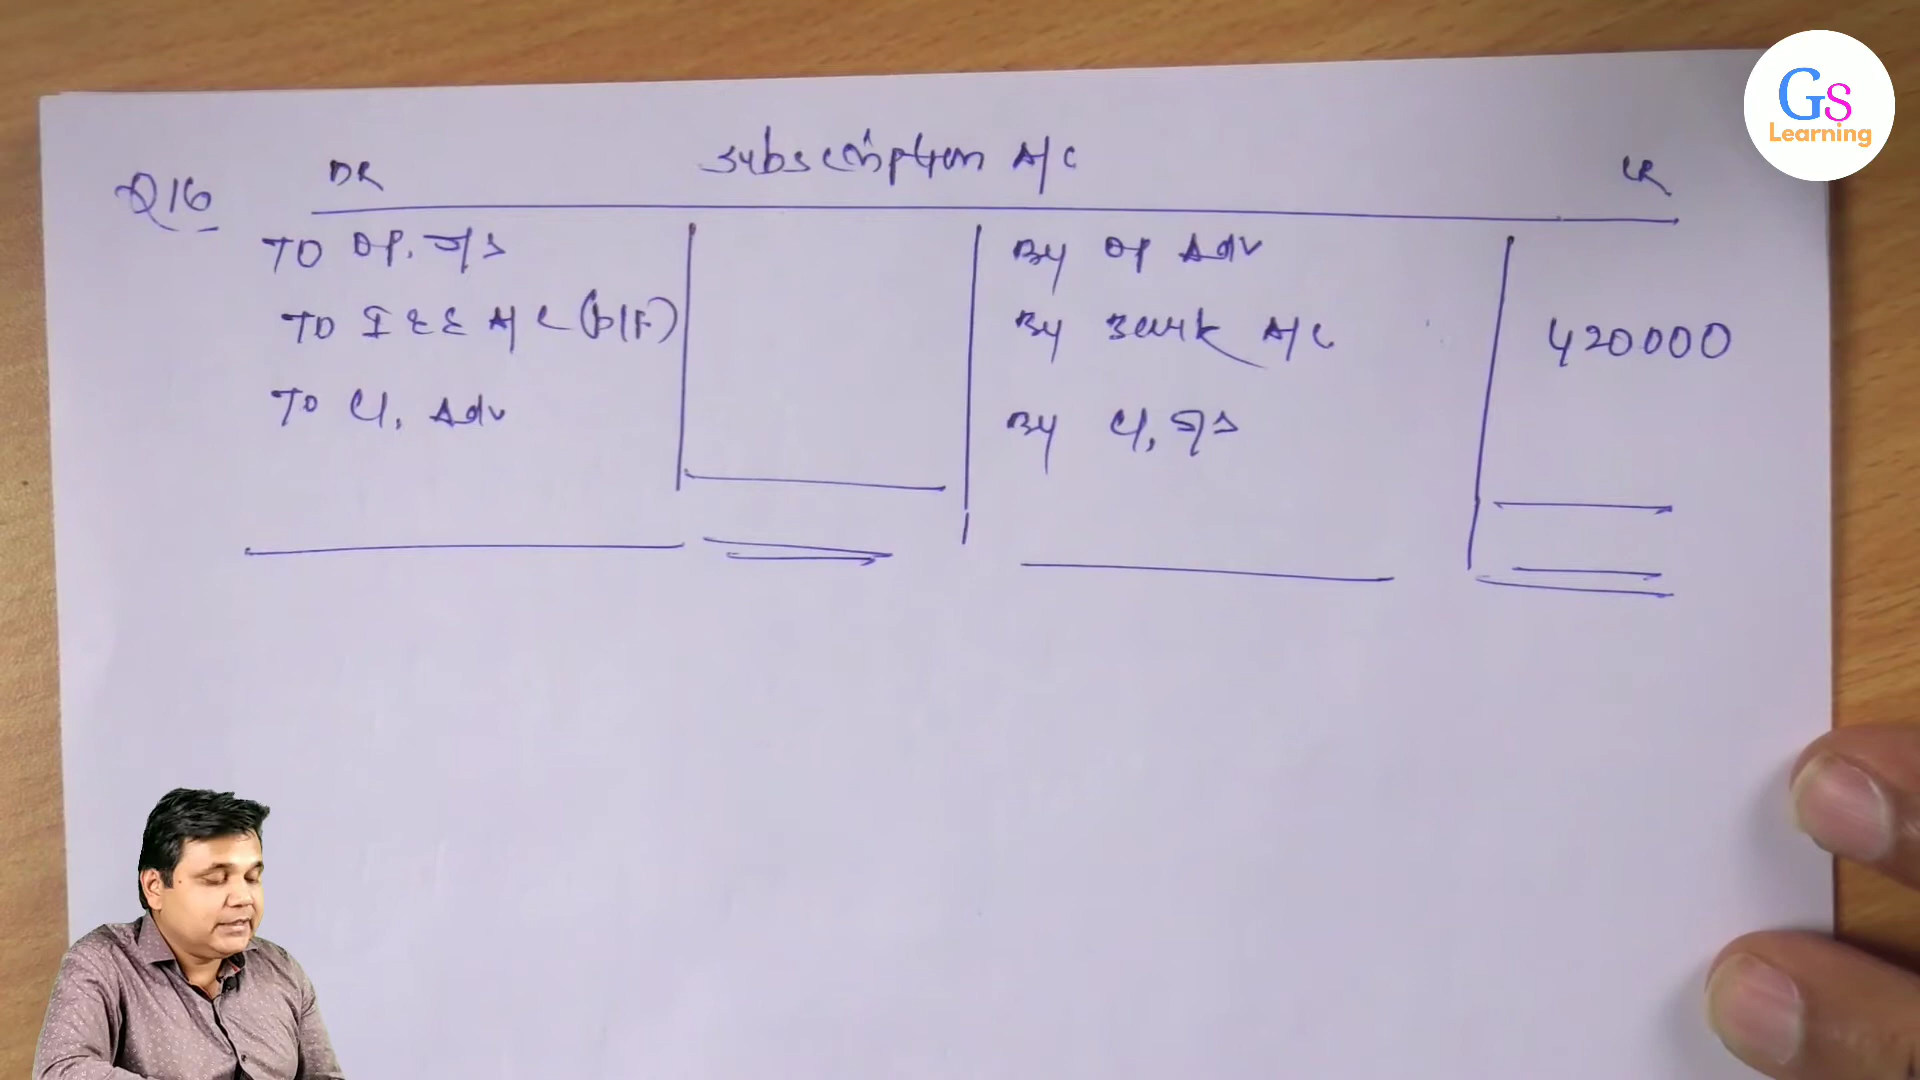 Gs
Learning
Q16
DR Subscription A/C CR
TO OP. O/S By OP Adv
TO I & E A/C (B/F) By Bank A/C 420000
TO Cl. Adv By Cl. O/S